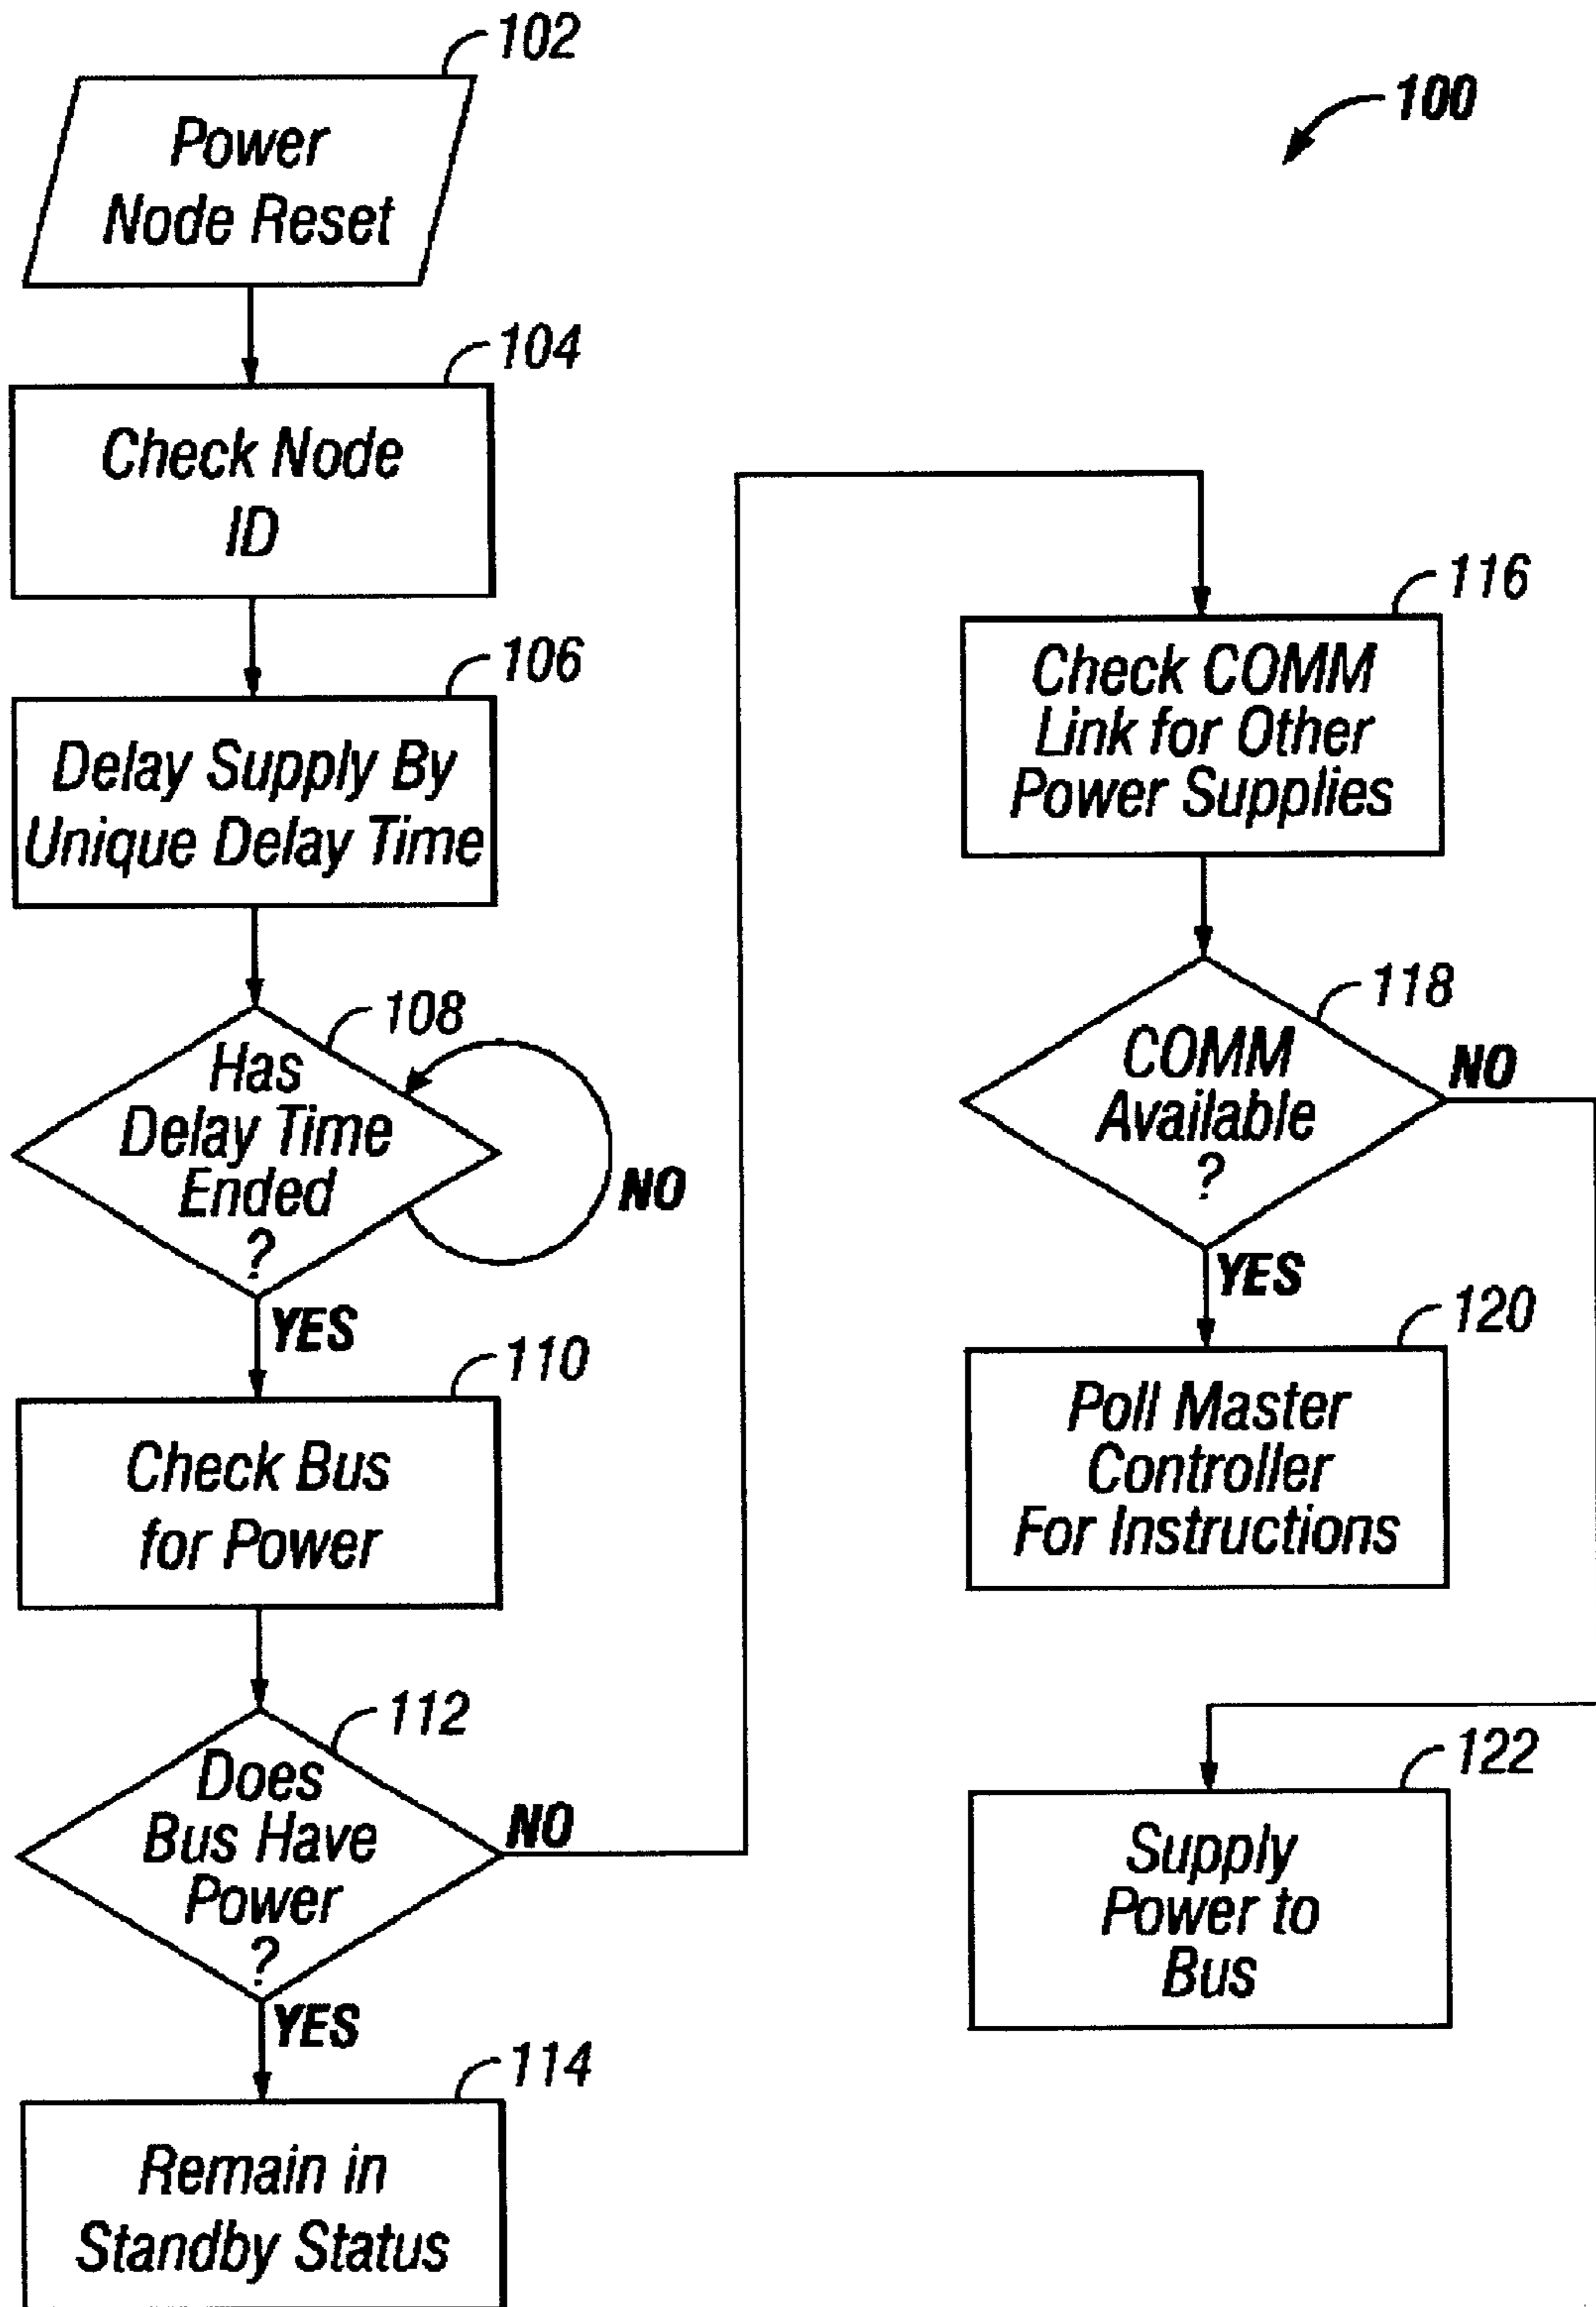 102
100
Power
Node Reset
104
Check Node
ID
106
Delay Supply By
Unique Delay Time
108
Has
Delay Time
Ended
?
NO
YES
110
Check Bus
for Power
112
Does
Bus Have
Power
?
NO
YES
114
Remain in
Standby Status
116
Check COMM
Link for Other
Power Supplies
118
COMM
Available
?
NO
YES
120
Poll Master
Controller
For Instructions
122
Supply
Power to
Bus